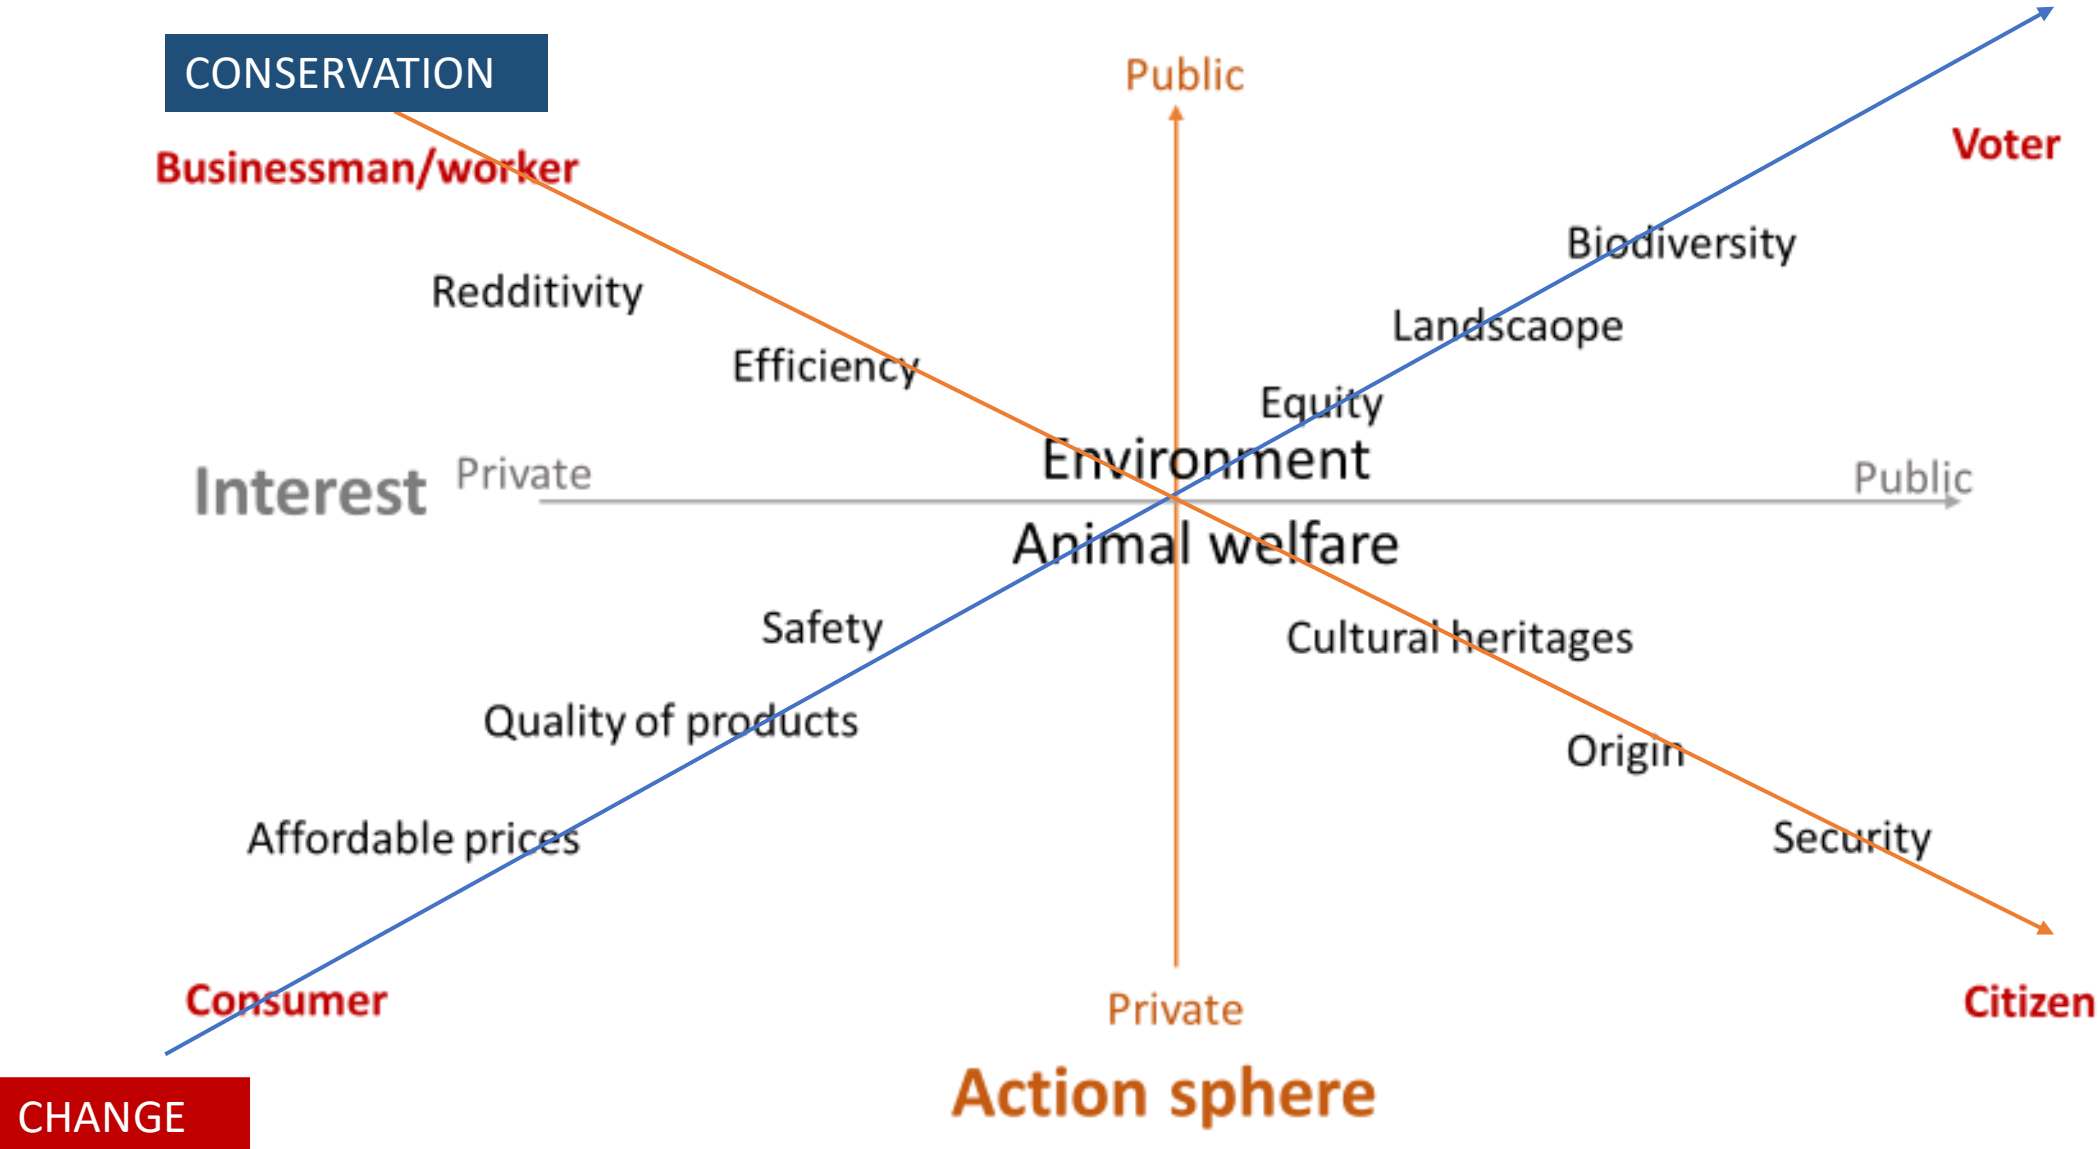 CONSERVATION
Public
Businessman/worker
Voter
Biodiversity
Redditivity
Landscaope
Efficiency
Equity
Environment
Interest
Private
Public
Animal welfare
Safety
Cultural heritages
Quality of products
Origin
Affordable prices
Security
Consumer
Private
Citizen
Action sphere
CHANGE